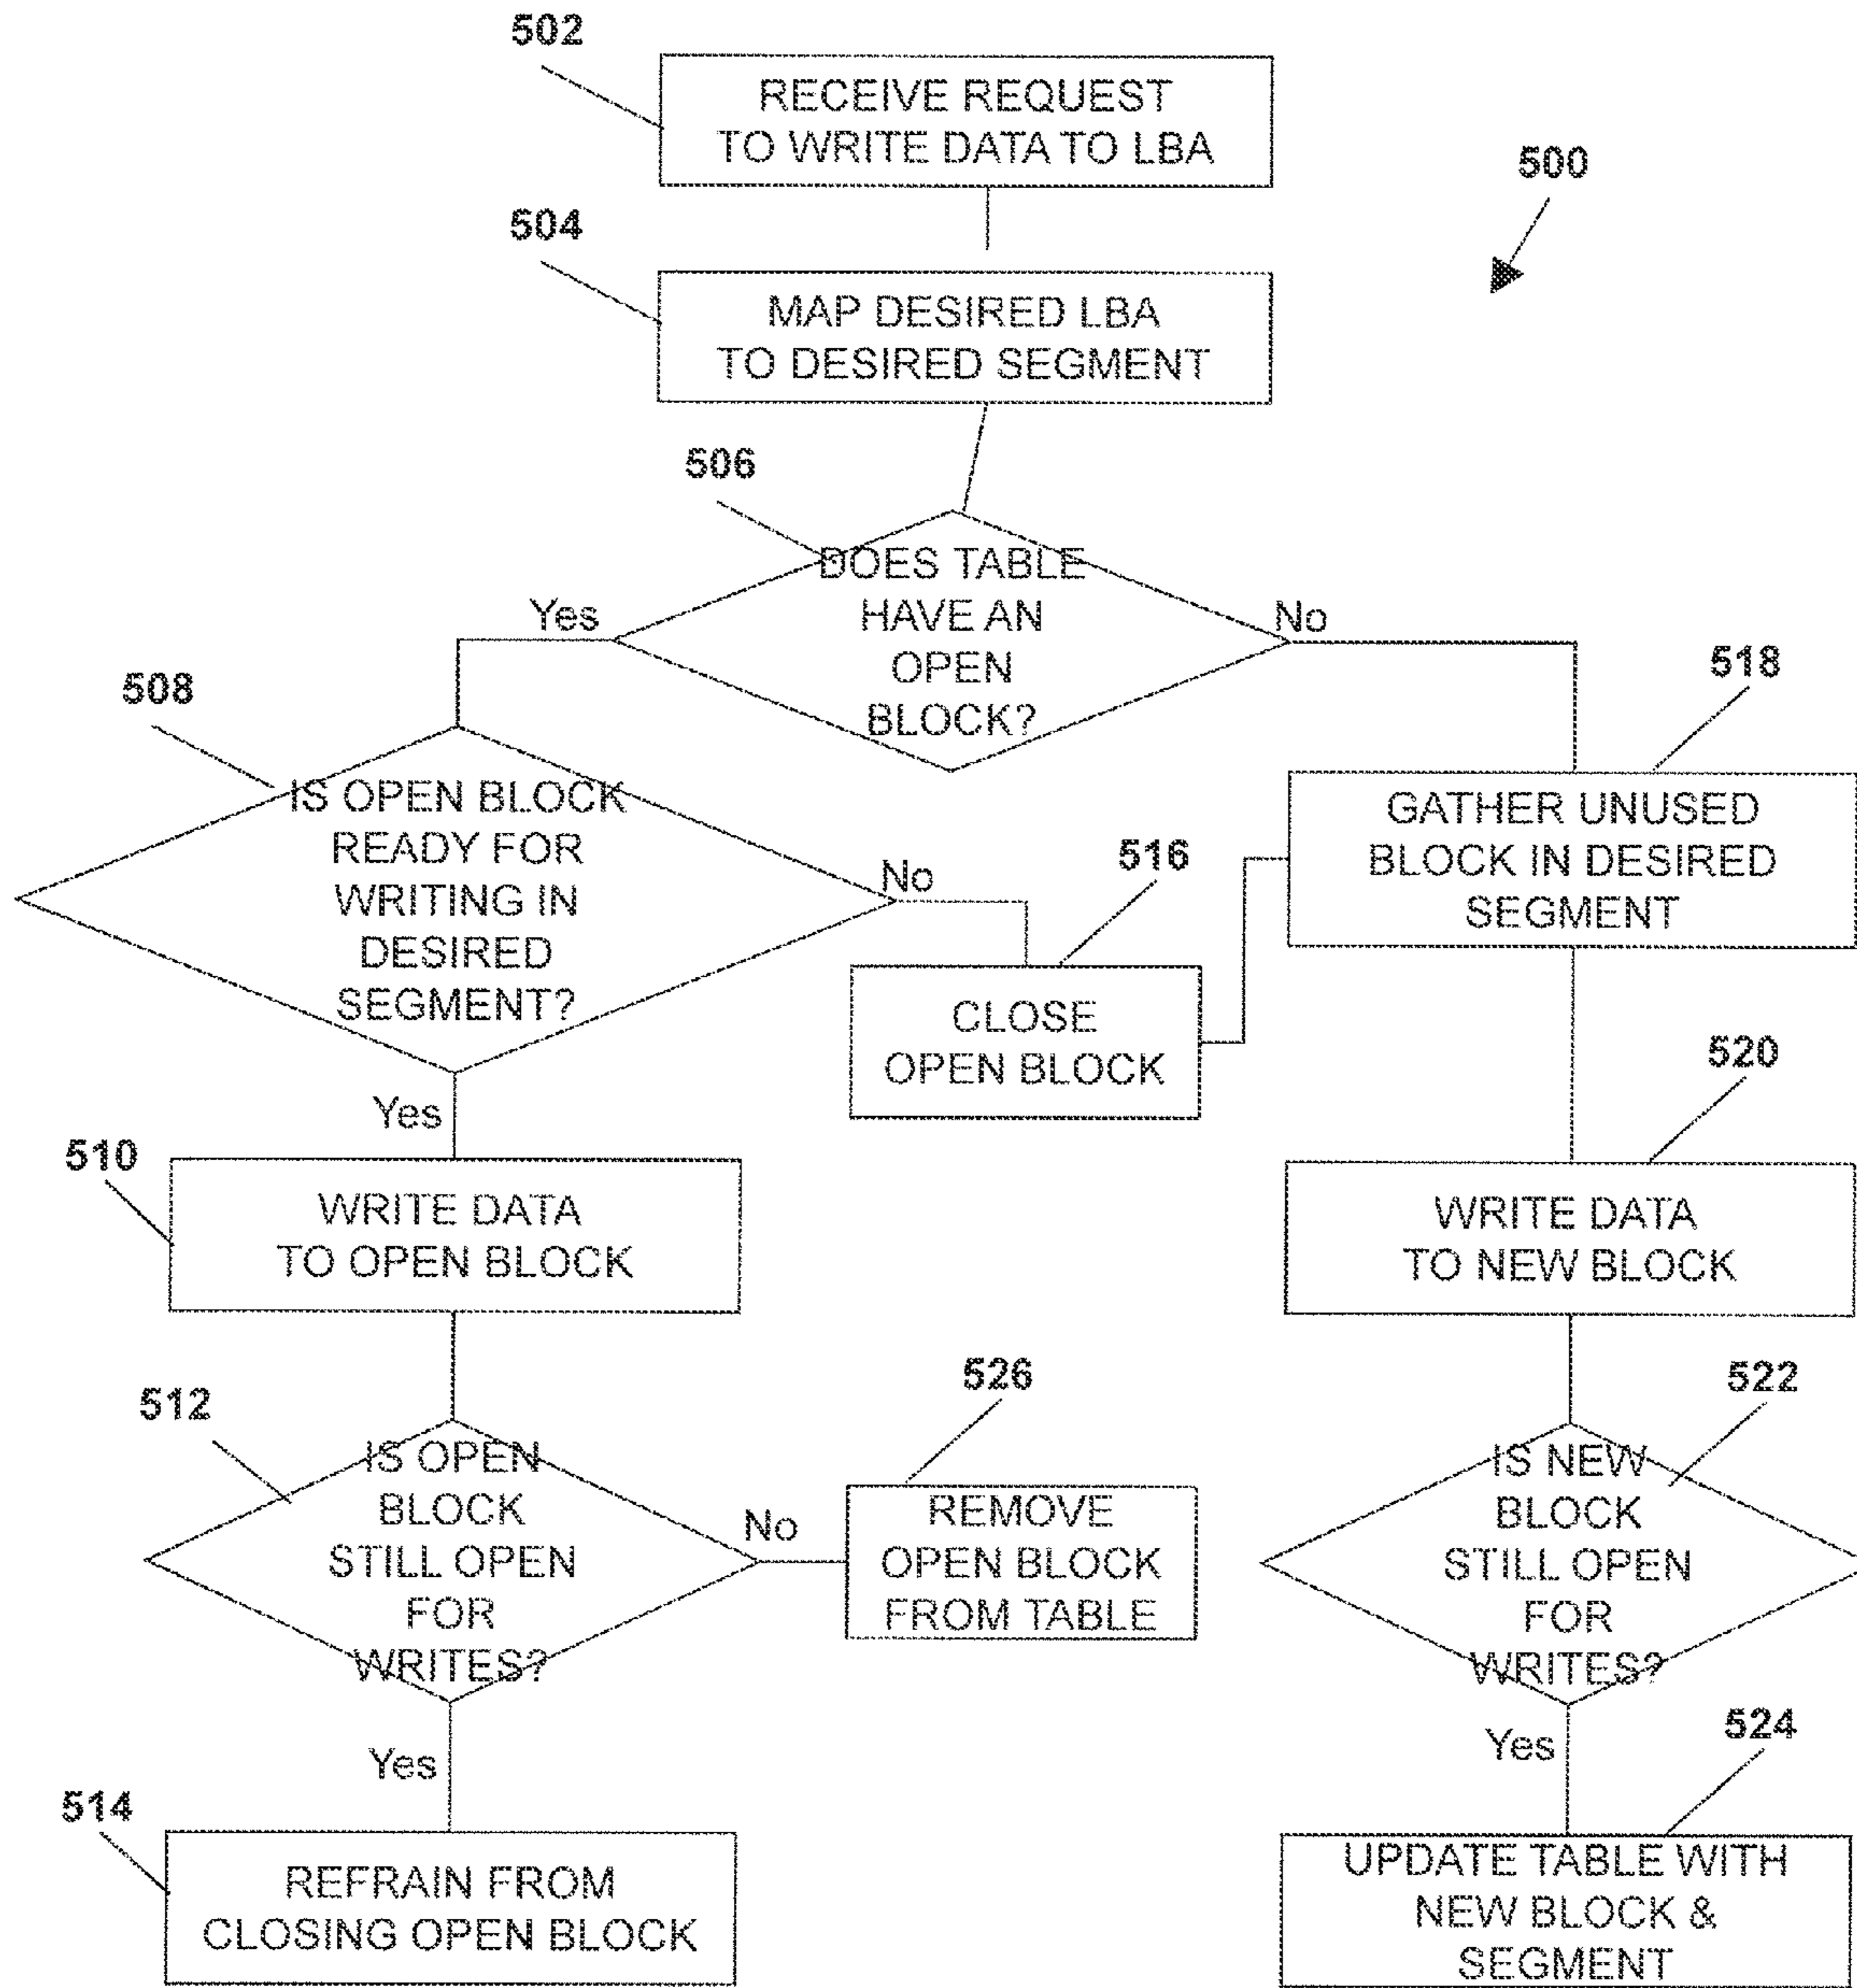 502
RECEIVE REQUEST
TO WRITE DATA TO LBA
500
504
MAP DESIRED LBA
TO DESIRED SEGMENT
506
DOES TABLE
HAVE AN
OPEN
BLOCK?
Yes
No
508
IS OPEN BLOCK
READY FOR
WRITING IN
DESIRED
SEGMENT?
No
Yes
516
CLOSE
OPEN BLOCK
518
GATHER UNUSED
BLOCK IN DESIRED
SEGMENT
510
WRITE DATA
TO OPEN BLOCK
520
WRITE DATA
TO NEW BLOCK
512
IS OPEN
BLOCK
STILL OPEN
FOR
WRITES?
No
Yes
526
REMOVE
OPEN BLOCK
FROM TABLE
522
IS NEW
BLOCK
STILL OPEN
FOR
WRITES?
Yes
514
REFRAIN FROM
CLOSING OPEN BLOCK
524
UPDATE TABLE WITH
NEW BLOCK &
SEGMENT